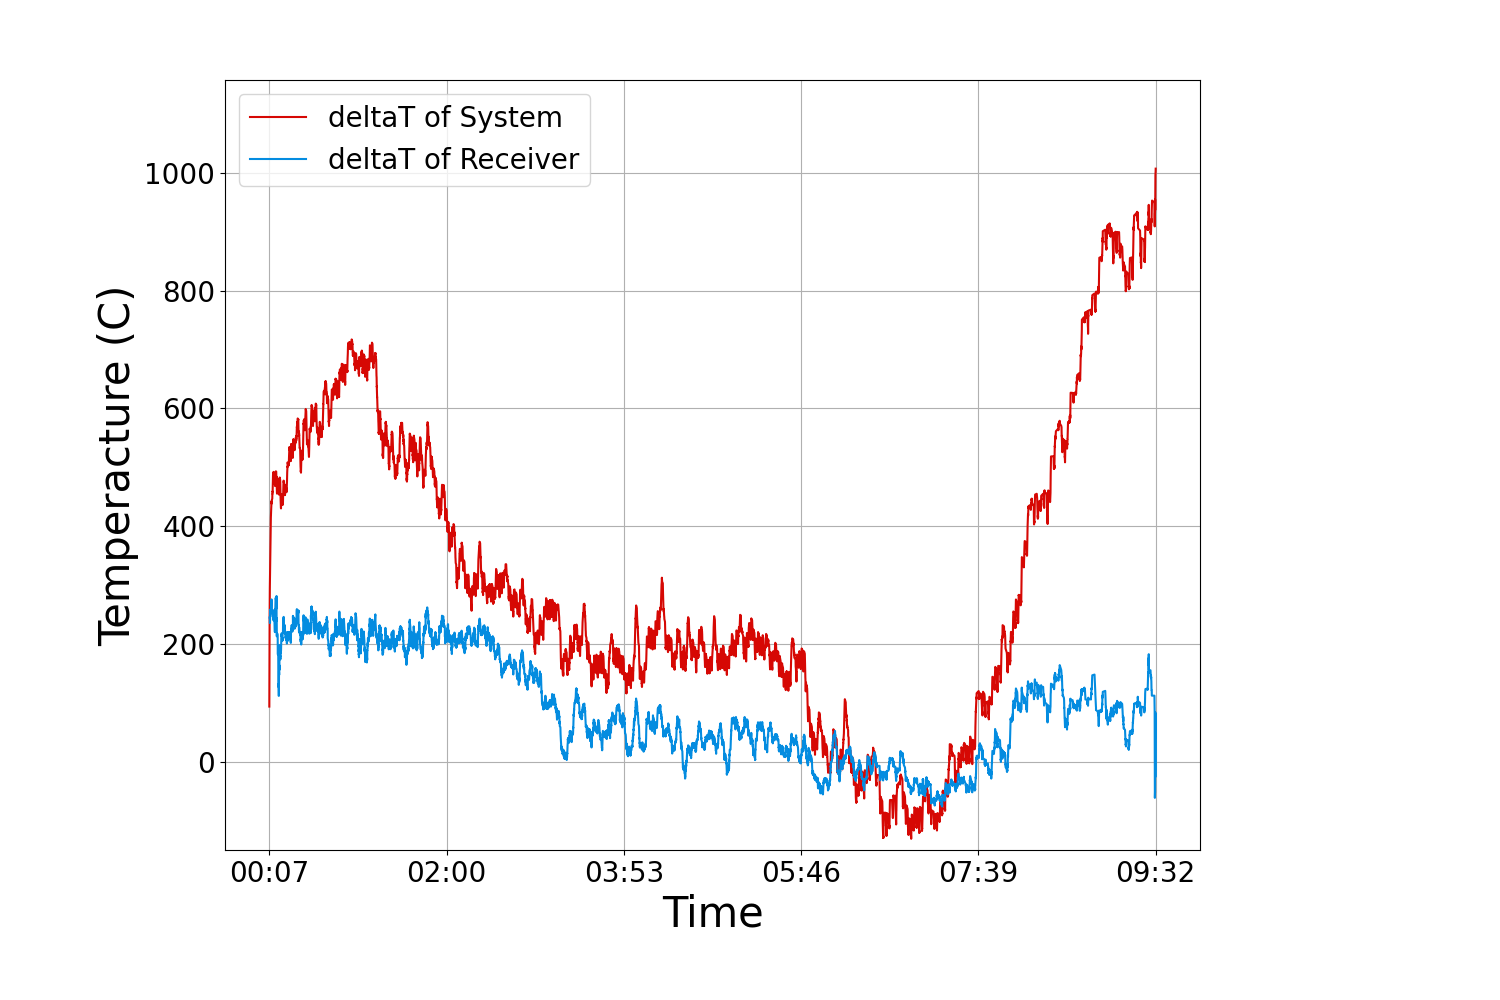 deltaT of System
deltaT of Receiver
Temperacture (C)
1000
800
600
400
200
0
00:07 02:00 03:53 05:46 07:39 09:32
Time